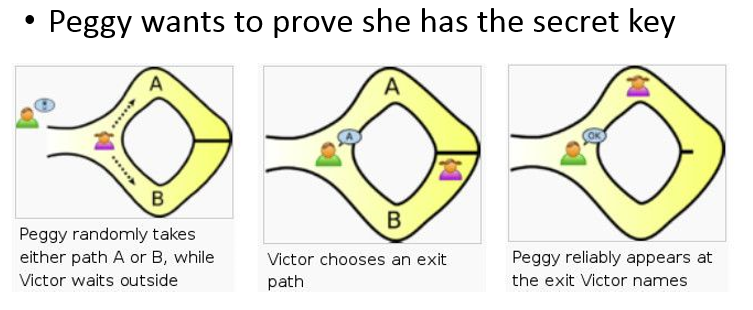 • Peggy wants to prove she has the secret key
A
B
Peggy randomly takes
either path A or B, while
Victor waits outside
A
A
B
Victor chooses an exit
path
OK
Peggy reliably appears at
the exit Victor names